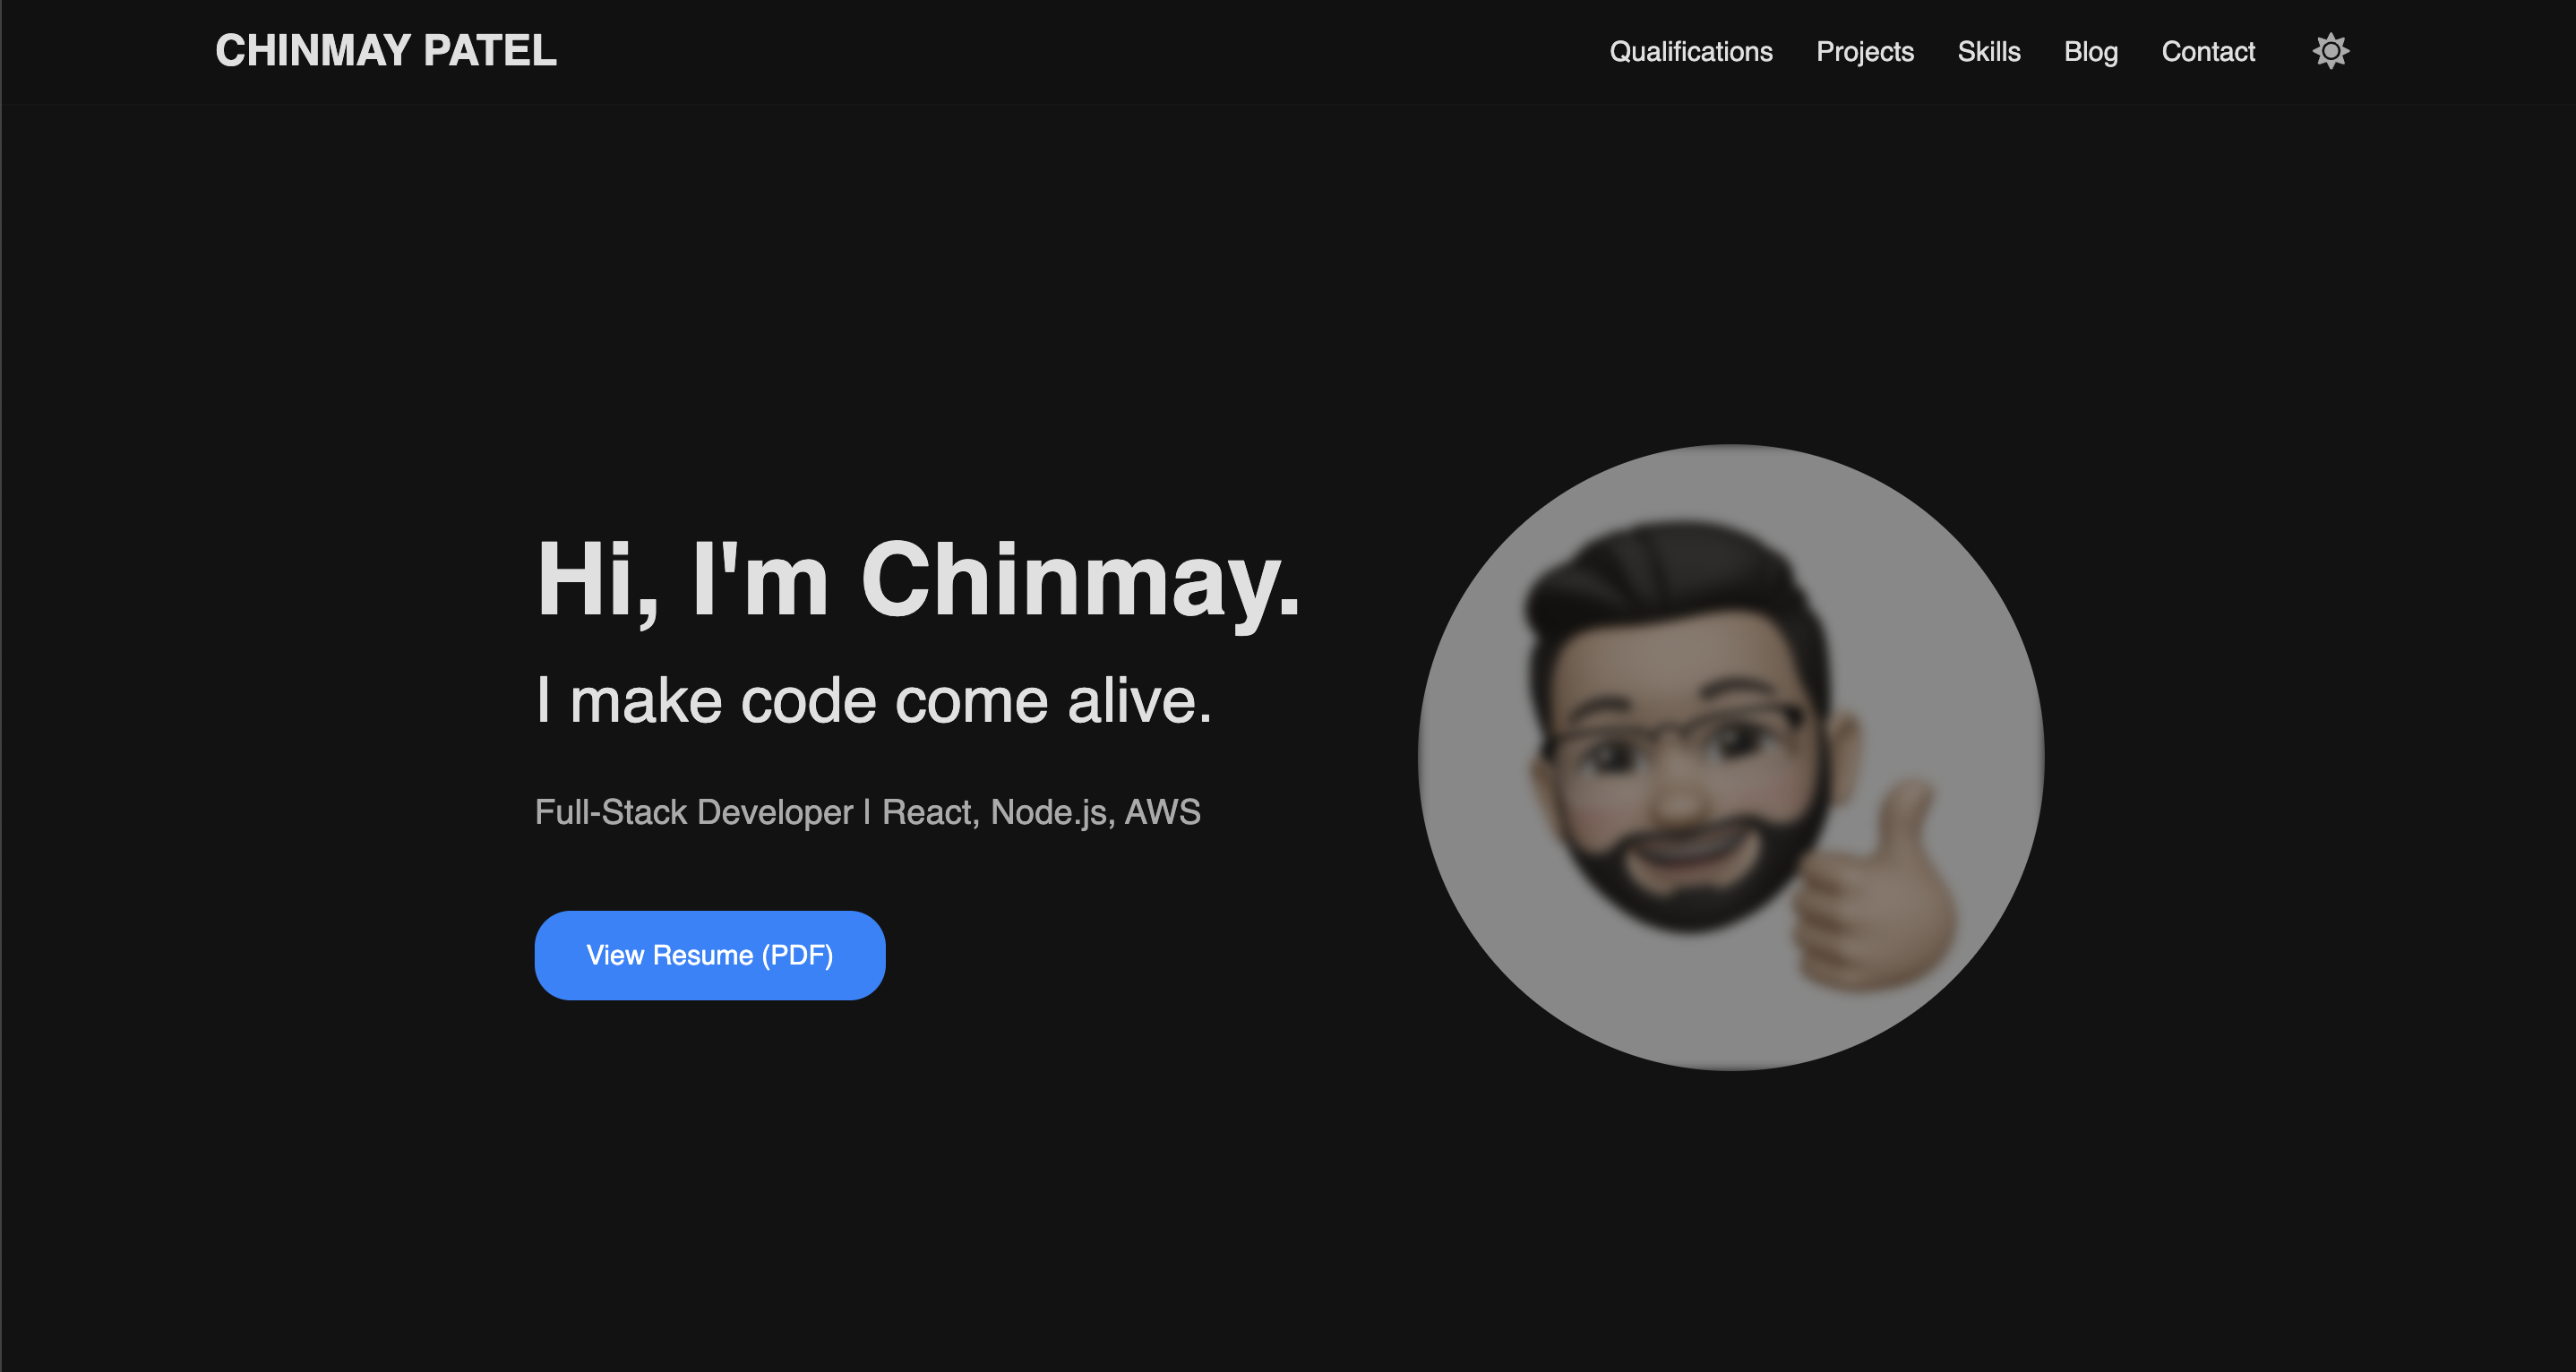 CHINMAY PATEL
Qualifications Projects Skills Blog Contact
Hi, I'm Chinmay.
I make code come alive.
Full-Stack Developer | React, Node.js, AWS
View Resume (PDF)